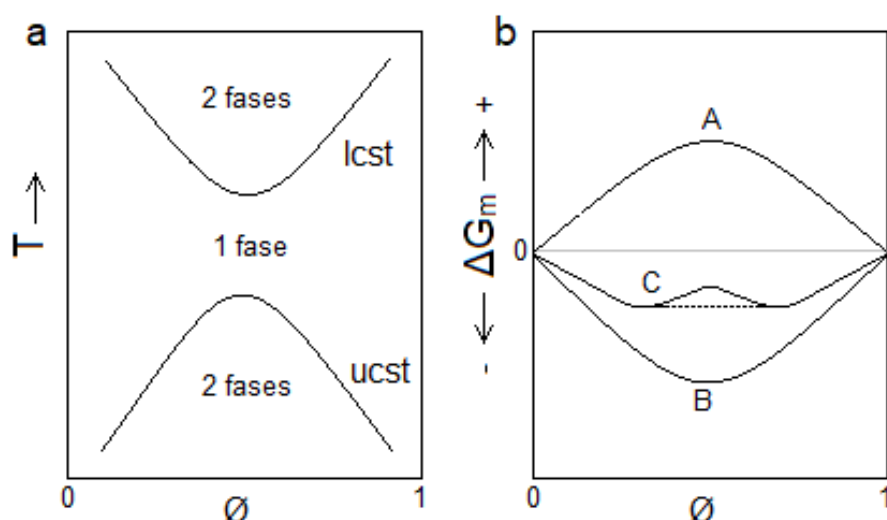 a
2 fases
lcst
1 fase
ucst
2 fases
T →
0
Ø
1
b
A
C
B
- ← ΔGm → +
0
0
Ø
1